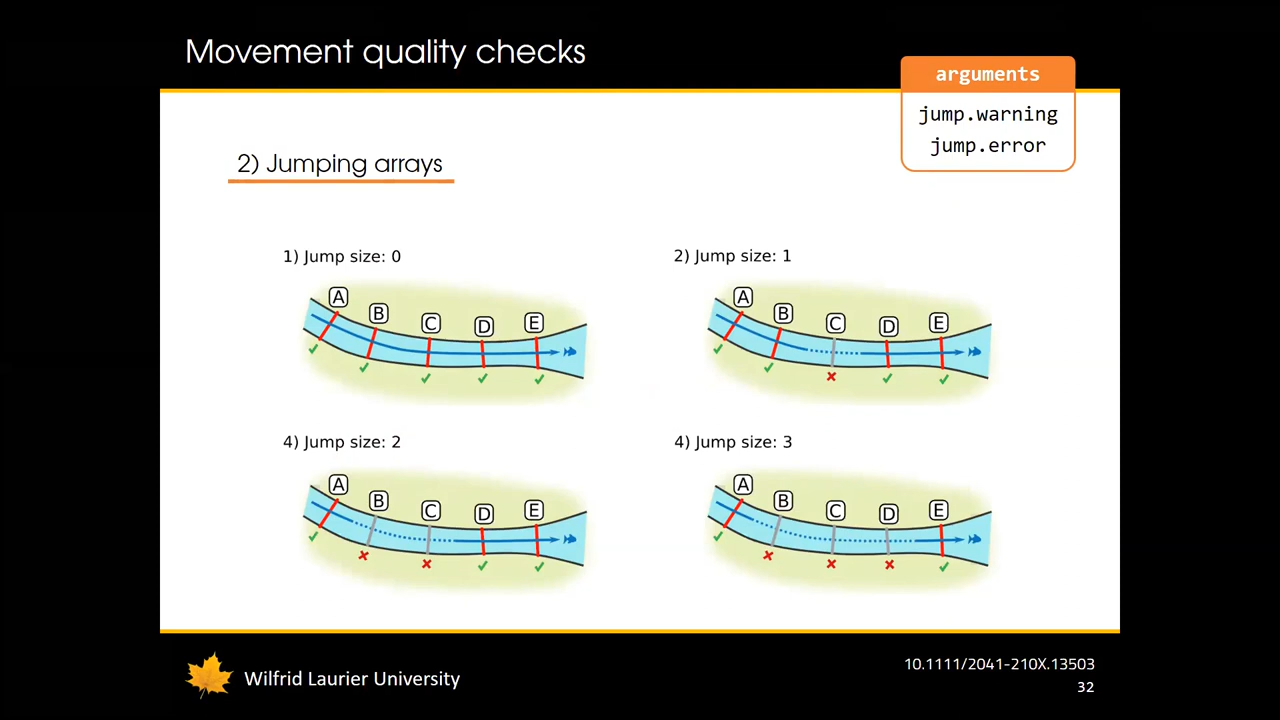 Movement quality checks
arguments
jump.warning
jump.error
2) Jumping arrays
1) Jump size: 0
A
B
C
D
E
2) Jump size: 1
A
B
C
D
E
4) Jump size: 2
A
B
C
D
E
4) Jump size: 3
A
B
C
D
E
Wilfrid Laurier University
10.1111/2041-210X.13503
32